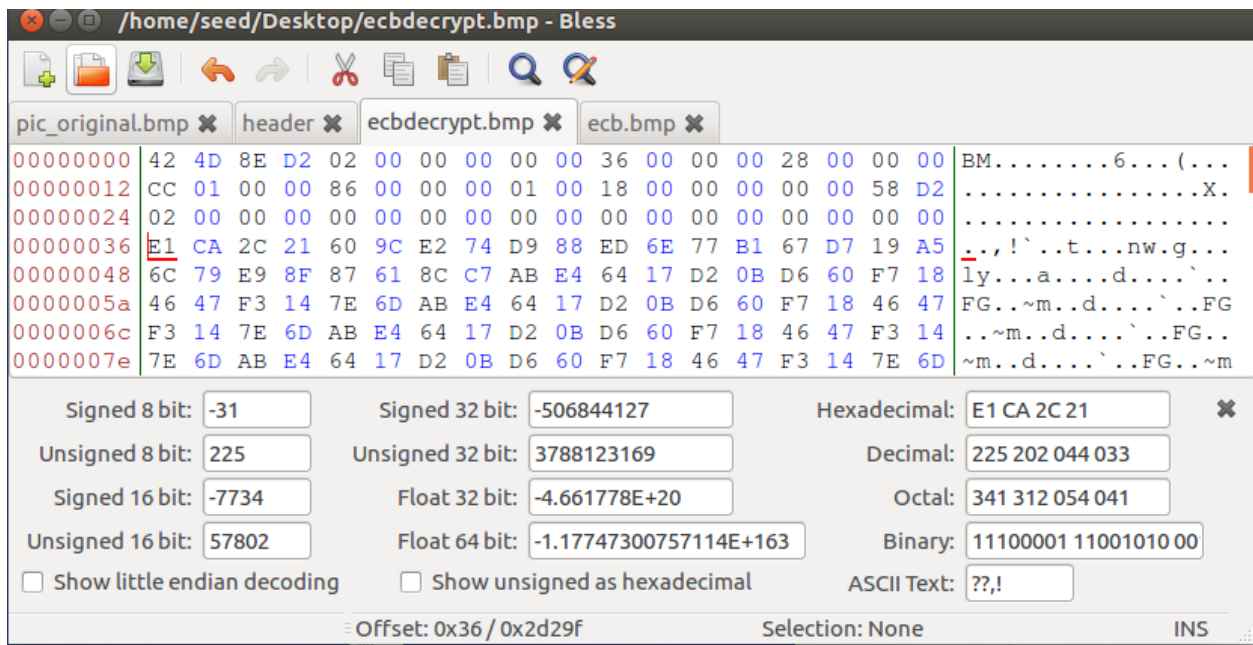 /home/seed/Desktop/ecbdecrypt.bmp - Bless
pic_original.bmp ✖ header ✖ ecbdecrypt.bmp ✖ ecb.bmp ✖
00000000 42 4D 8E D2 02 00 00 00 00 00 36 00 00 00 28 00 00 00 BM........6...(...
00000012 CC 01 00 00 86 00 00 00 01 00 18 00 00 00 00 00 58 D2 ................X.
00000024 02 00 00 00 00 00 00 00 00 00 00 00 00 00 00 00 00 00 ..................
00000036 E1 CA 2C 21 60 9C E2 74 D9 88 ED 6E 77 B1 67 D7 19 A5 ..,!`..t...nw.g...
00000048 6C 79 E9 8F 87 61 8C C7 AB E4 64 17 D2 0B D6 60 F7 18 ly...a....d....`..
0000005a 46 47 F3 14 7E 6D AB E4 64 17 D2 0B D6 60 F7 18 46 47 FG..~m..d....`..FG
0000006c F3 14 7E 6D AB E4 64 17 D2 0B D6 60 F7 18 46 47 F3 14 ..~m..d....`..FG..
0000007e 7E 6D AB E4 64 17 D2 0B D6 60 F7 18 46 47 F3 14 7E 6D ~m..d....`..FG..~m
Signed 8 bit: -31 Signed 32 bit: -506844127 Hexadecimal: E1 CA 2C 21 ✖
Unsigned 8 bit: 225 Unsigned 32 bit: 3788123169 Decimal: 225 202 044 033
Signed 16 bit: -7734 Float 32 bit: -4.661778E+20 Octal: 341 312 054 041
Unsigned 16 bit: 57802 Float 64 bit: -1.17747300757114E+163 Binary: 11100001 11001010 00
Show little endian decoding Show unsigned as hexadecimal ASCII Text: ??,!
Offset: 0x36 / 0x2d29f Selection: None INS